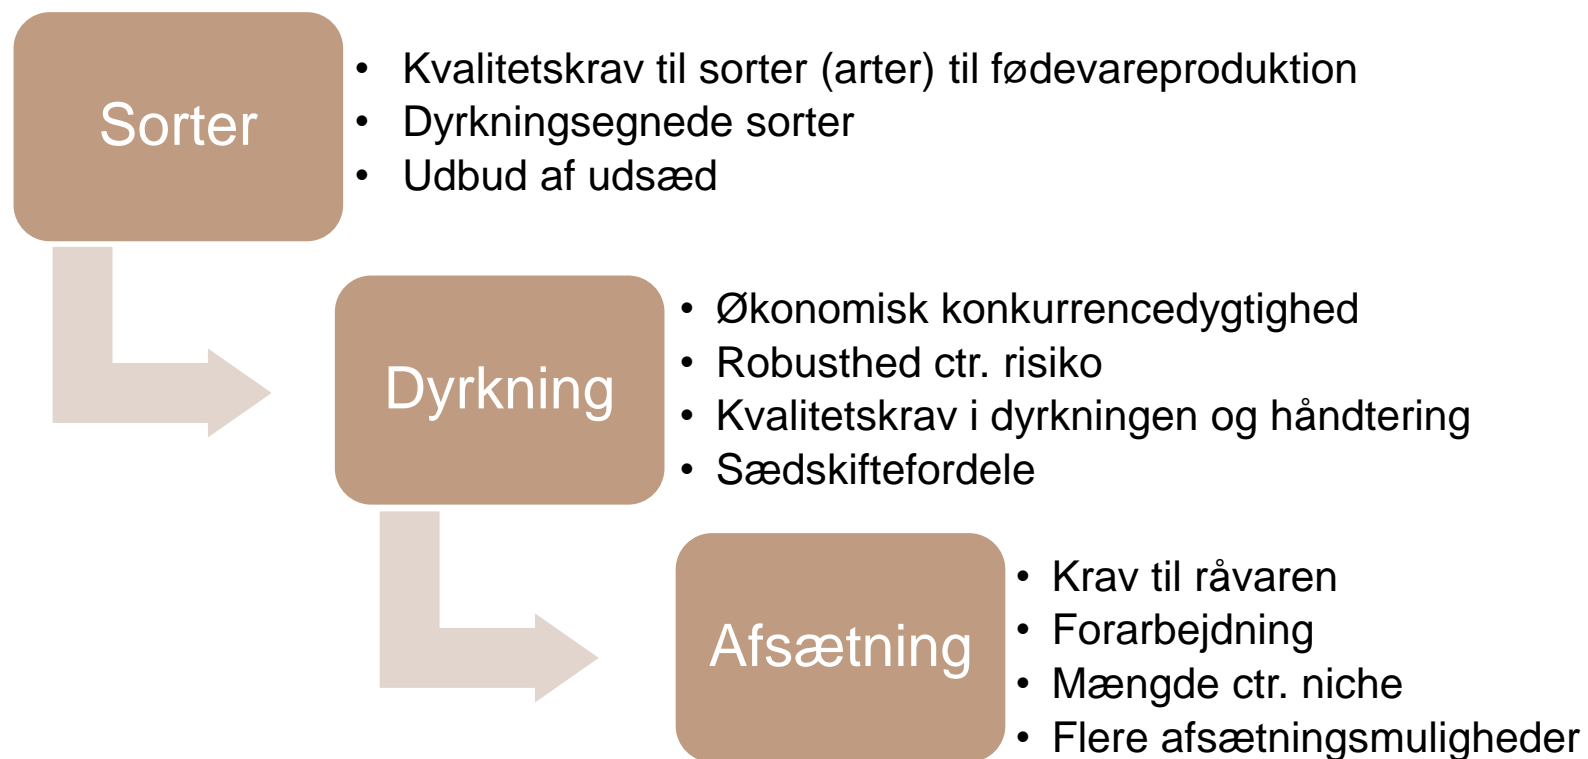 Sorter
• Kvalitetskrav til sorter (arter) til fødevareproduktion
• Dyrkningsegnede sorter
• Udbud af udsæd
Dyrkning
• Økonomisk konkurrencedygtighed
• Robusthed ctr. risiko
• Kvalitetskrav i dyrkningen og håndtering
• Sædskiftefordele
Afsætning
• Krav til råvaren
• Forarbejdning
• Mængde ctr. niche
• Flere afsætningsmuligheder